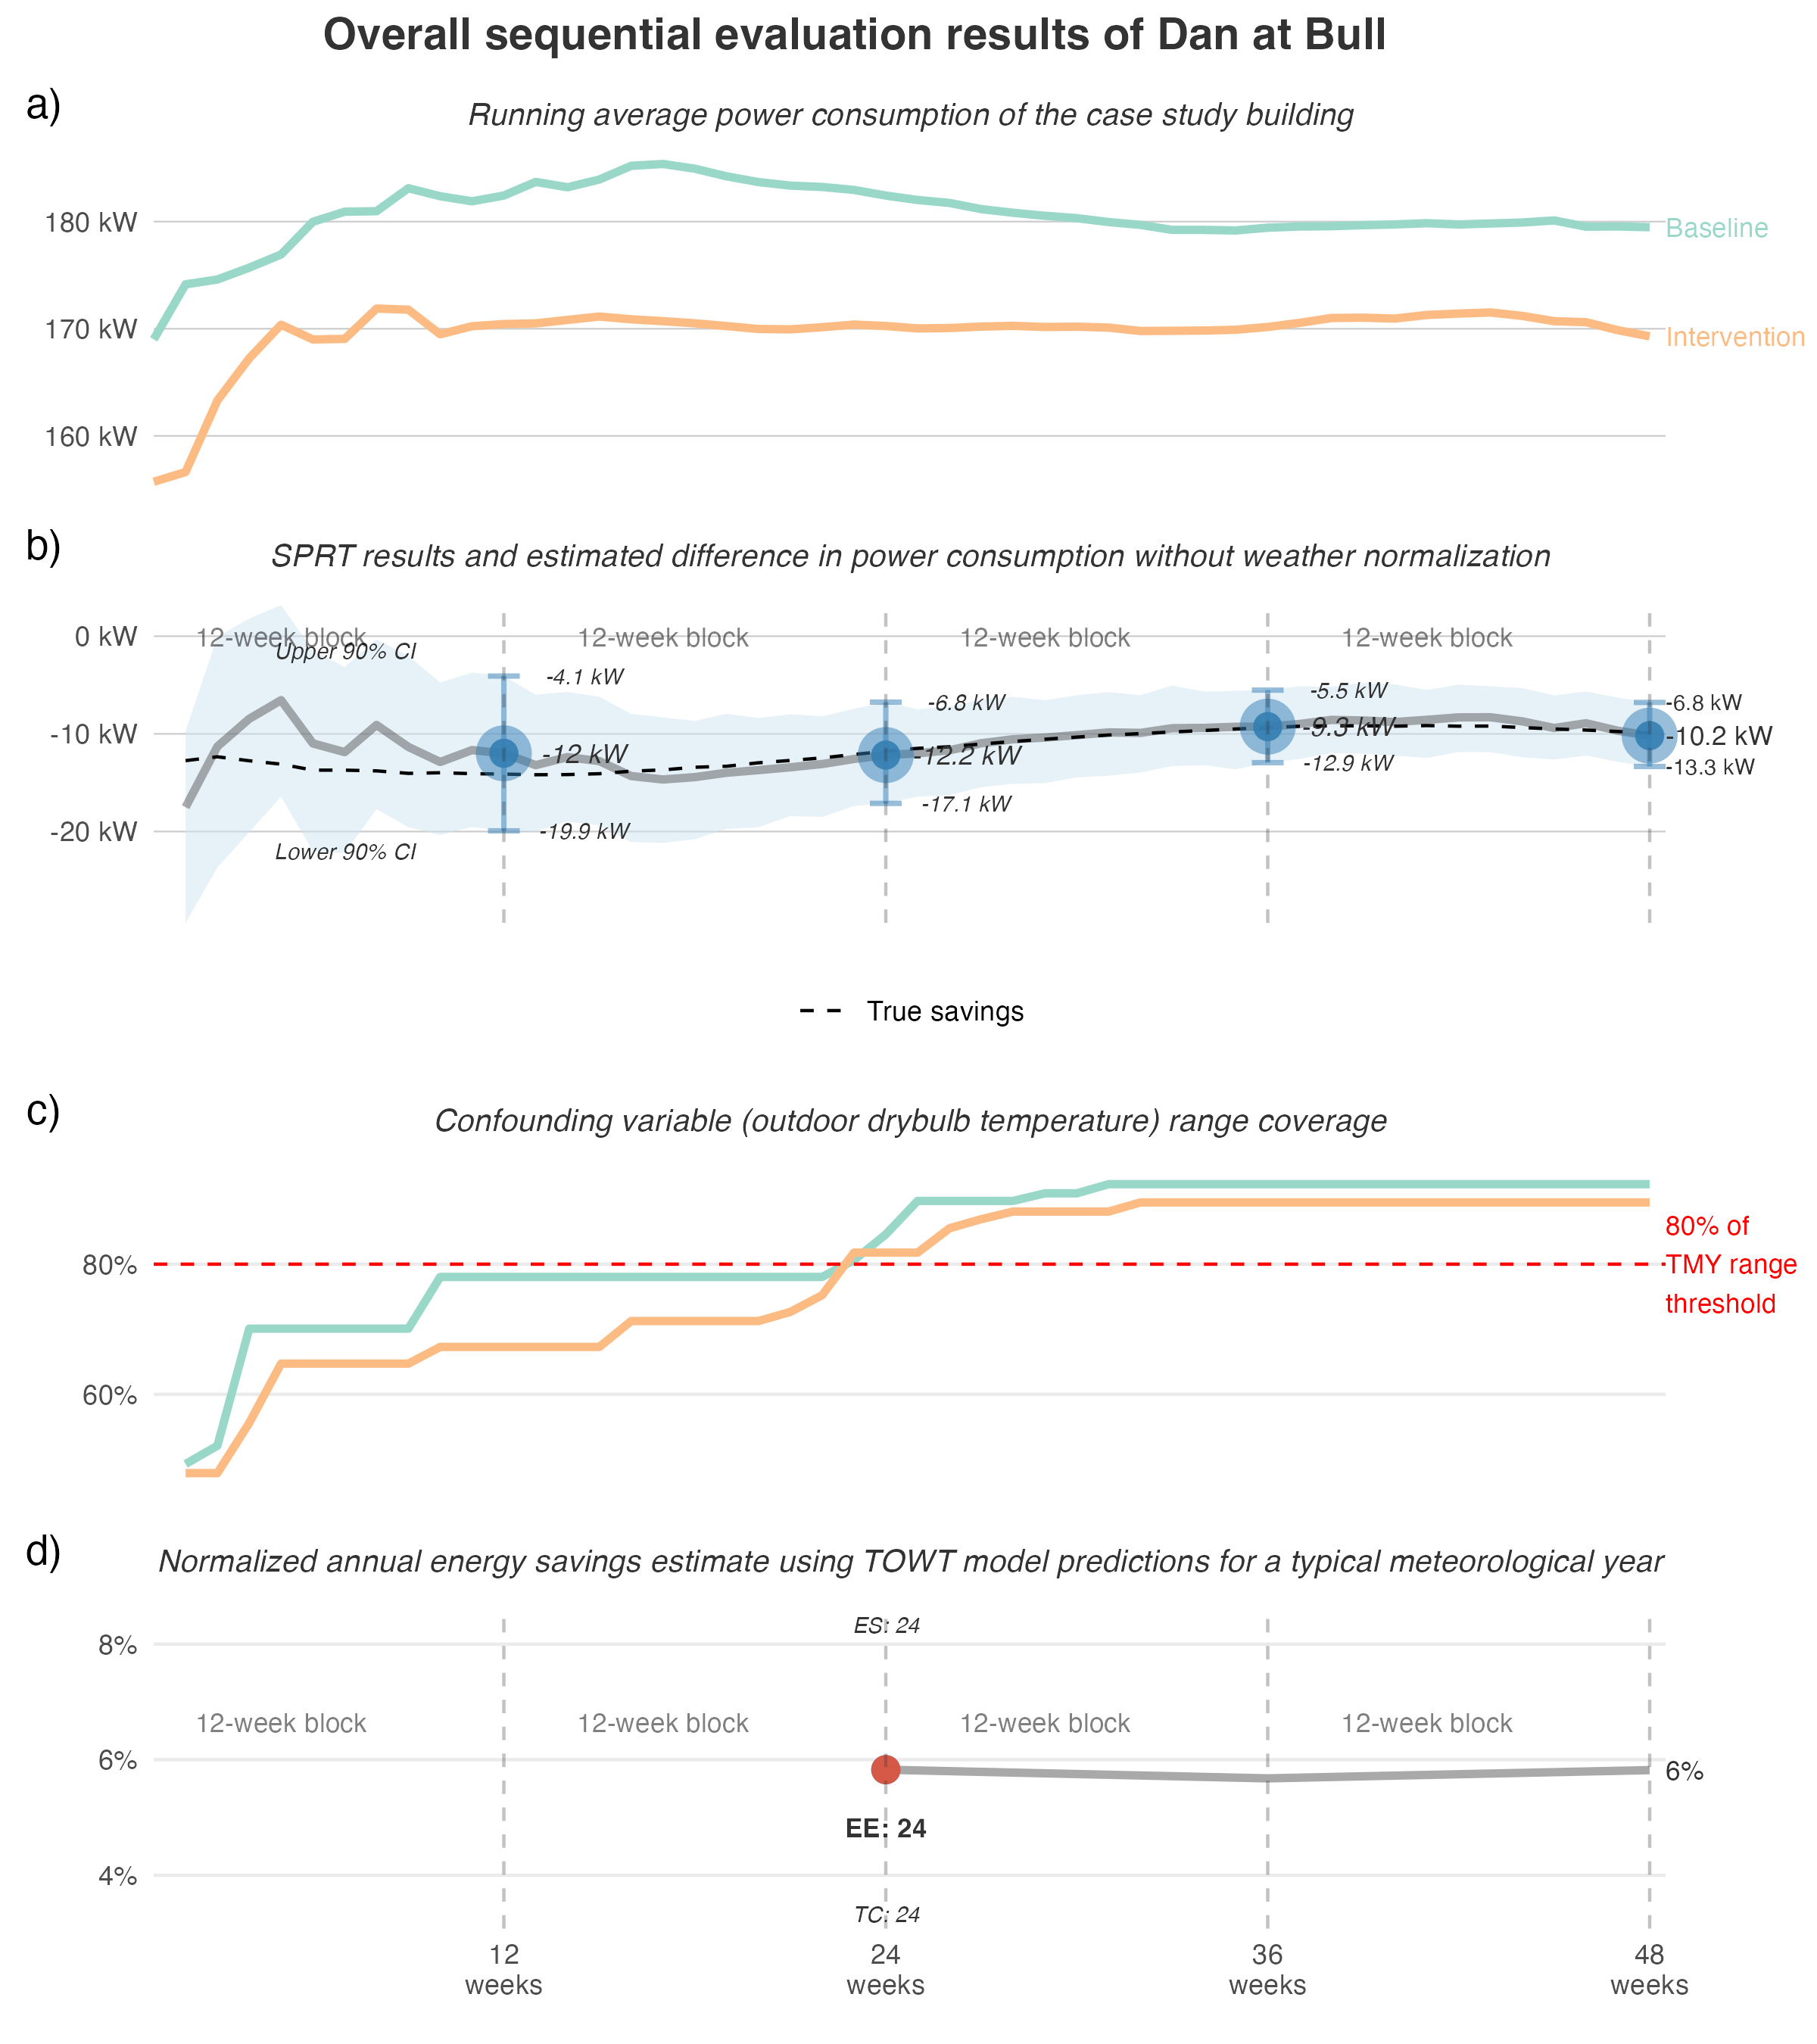 Overall sequential evaluation results of Dan at Bull
a)
Running average power consumption of the case study building
180 kW
170 kW
160 kW
Baseline
Intervention
b)
SPRT results and estimated difference in power consumption without weather normalization
0 kW
-10 kW
-20 kW
12-week block
12-week block
12-week block
12-week block
Upper 90% CI
Lower 90% CI
-4.1 kW
-12 kW
-19.9 kW
-6.8 kW
-12.2 kW
-17.1 kW
-5.5 kW
-9.3 kW
-12.9 kW
-6.8 kW
-10.2 kW
-13.3 kW
True savings
c)
Confounding variable (outdoor drybulb temperature) range coverage
80%
60%
80% of
TMY range
threshold
d)
Normalized annual energy savings estimate using TOWT model predictions for a typical meteorological year
8%
6%
4%
ES: 24
12-week block
12-week block
12-week block
12-week block
6%
EE: 24
TC: 24
12
weeks
24
weeks
36
weeks
48
weeks